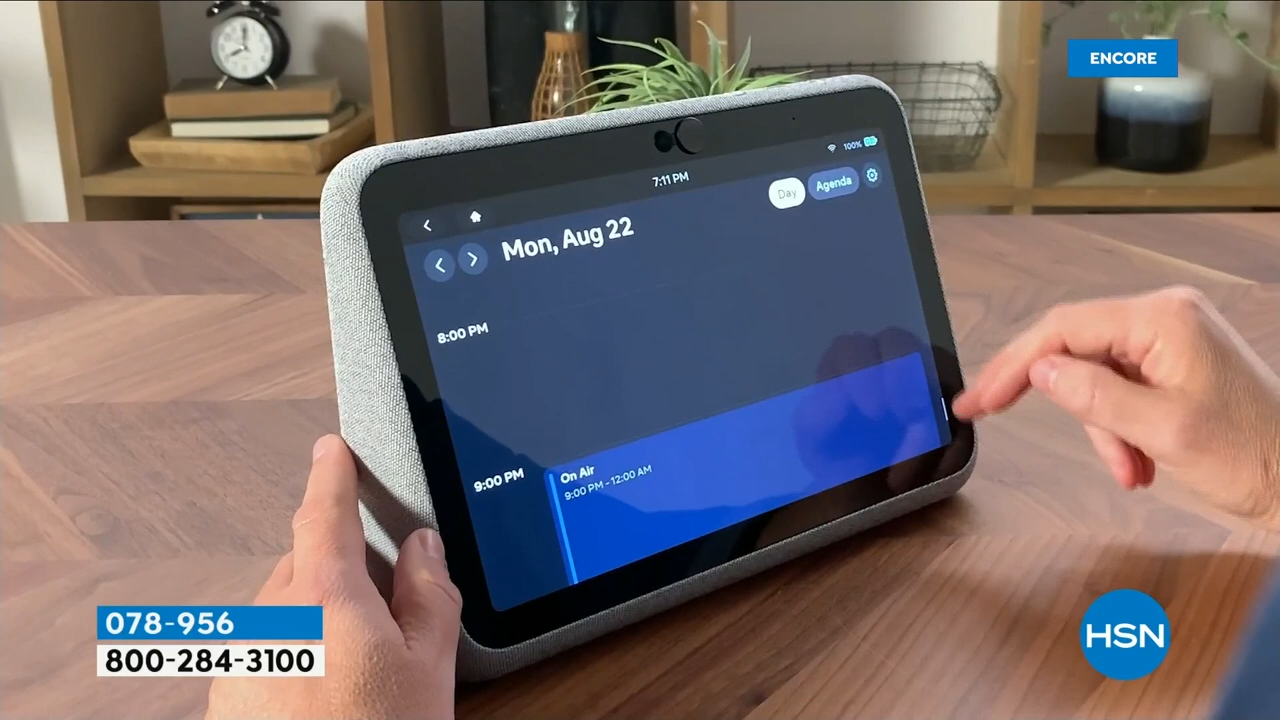 ENCORE
100%
7:11 PM
Day
Agenda
Mon, Aug 22
8:00 PM
9:00 PM
On Air
9:00 PM - 12:00 AM
078-956
800-284-3100
HSN